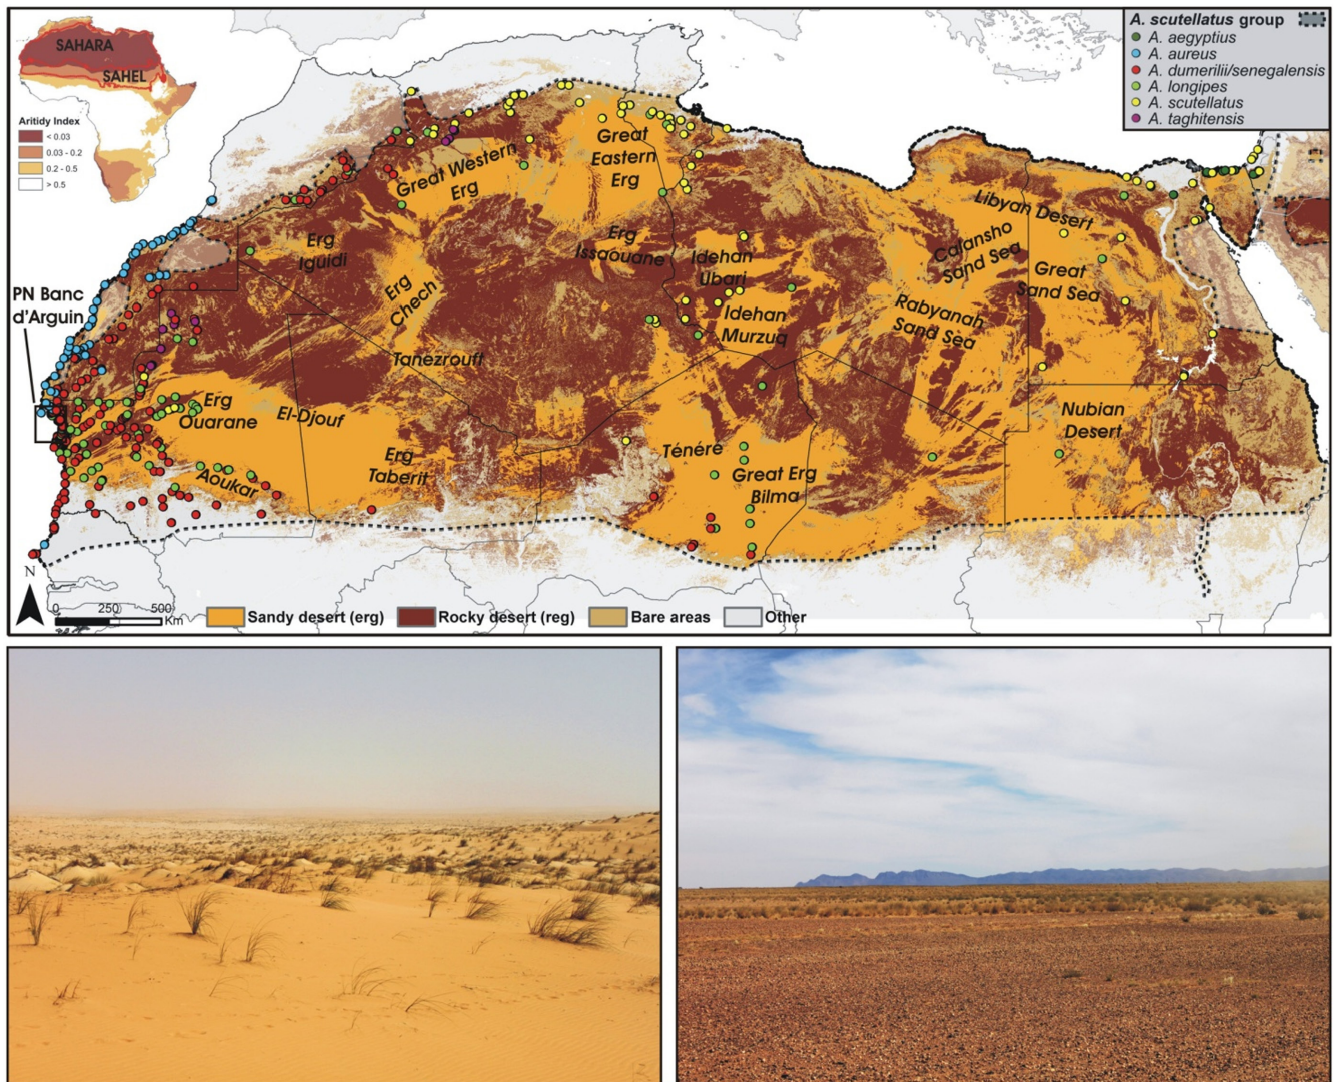 SAHARA
SAHEL
Aritidy Index
< 0.03
0.03 - 0.2
0.2 - 0.5
> 0.5
A. scutellatus group
A. aegyptius
A. aureus
A. dumerilii/senegalensis
A. longipes
A. scutellatus
A. taghitensis
Great Western
Erg
Great
Eastern
Erg
Erg
Iguidi
Erg
Issaouane
Erg
Chech
Idehan
Ubari
Idehan
Murzuq
Libyan Desert
Calansho
Sand Sea
Great
Sand Sea
Rabyanah
Sand Sea
PN Banc
d'Arguin
Tanezrouft
Erg
Ouarane
El-Djouf
Nubian
Desert
Erg
Taberit
Aoukar
Ténéré
Great Erg
Bilma
N
0 250 500
Km
Sandy desert (erg)
Rocky desert (reg)
Bare areas
Other